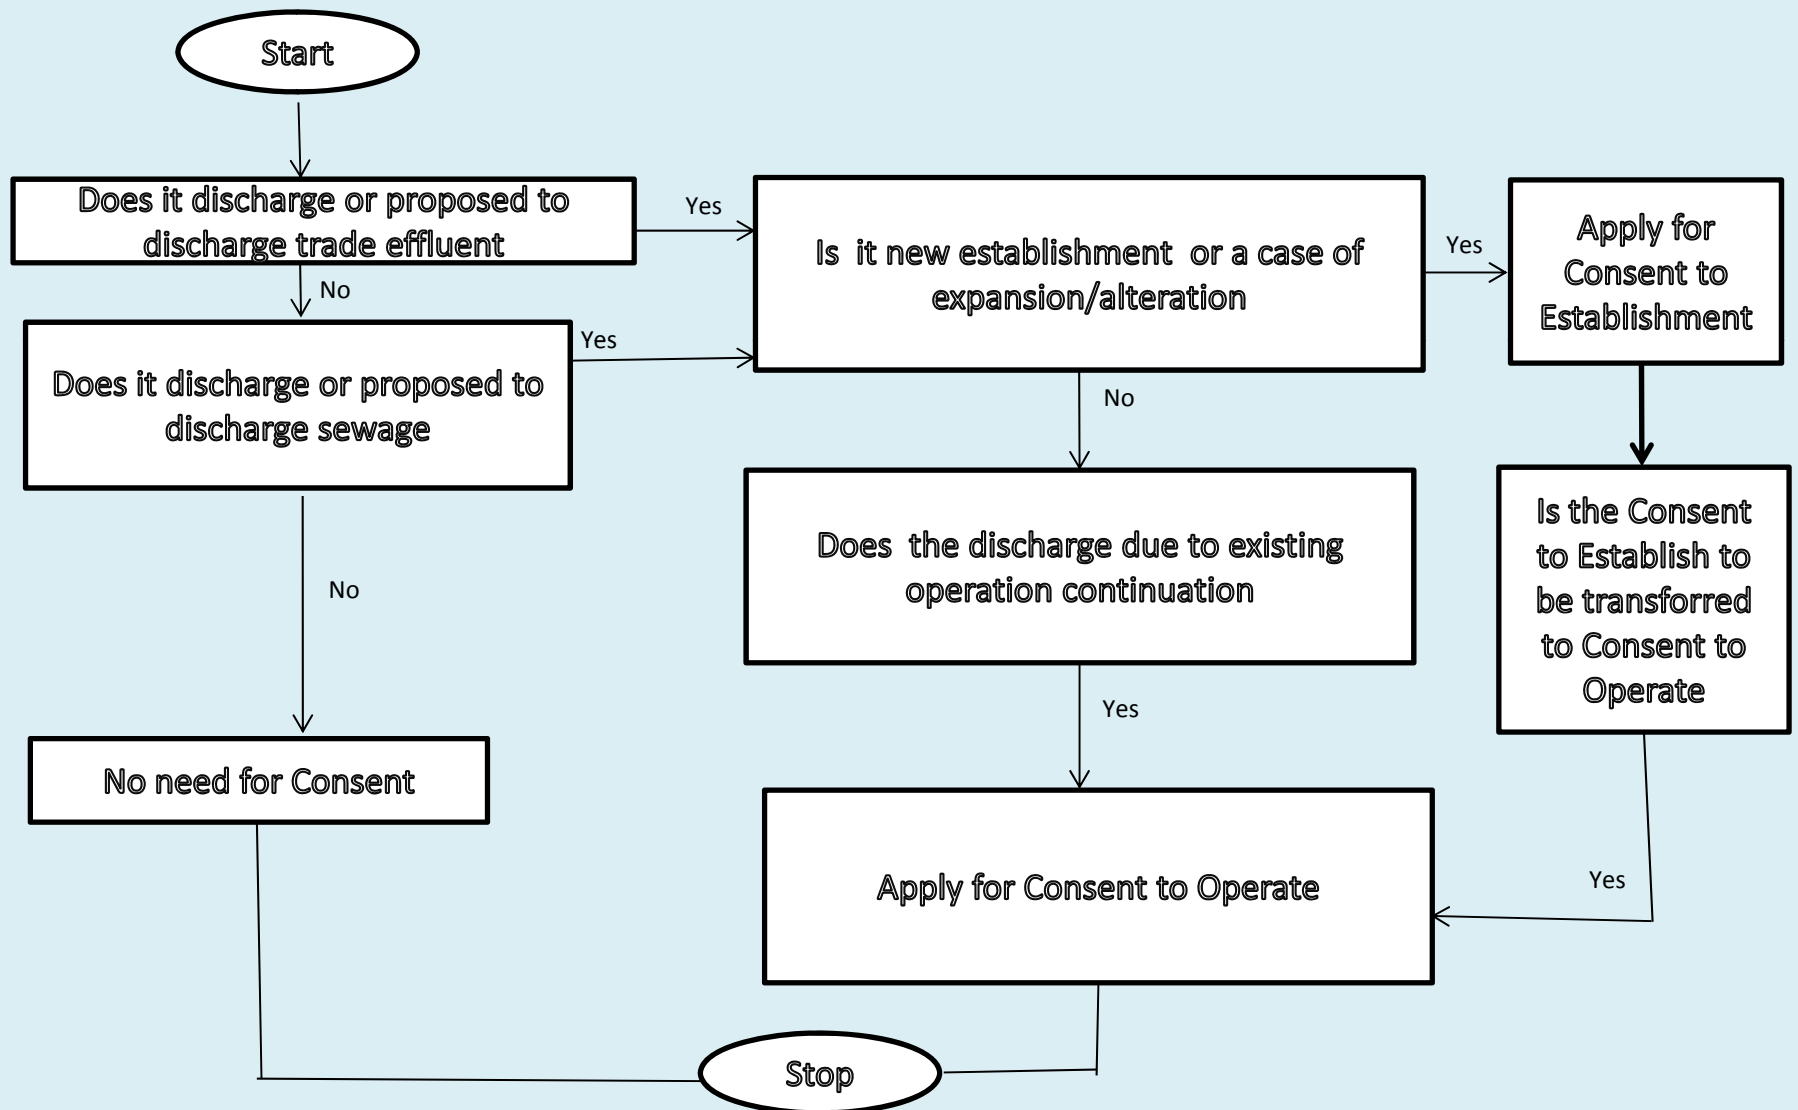 Start
Does it discharge or proposed to
discharge trade effluent
Yes
Is it new establishment or a case of
expansion/alteration
Yes
Apply for
Consent to
Establishment
No
Does it discharge or proposed to
discharge sewage
Yes
No
Does the discharge due to existing
operation continuation
Is the Consent
to Establish to
be transforred
to Consent to
Operate
No
Yes
No need for Consent
Apply for Consent to Operate
Yes
Stop